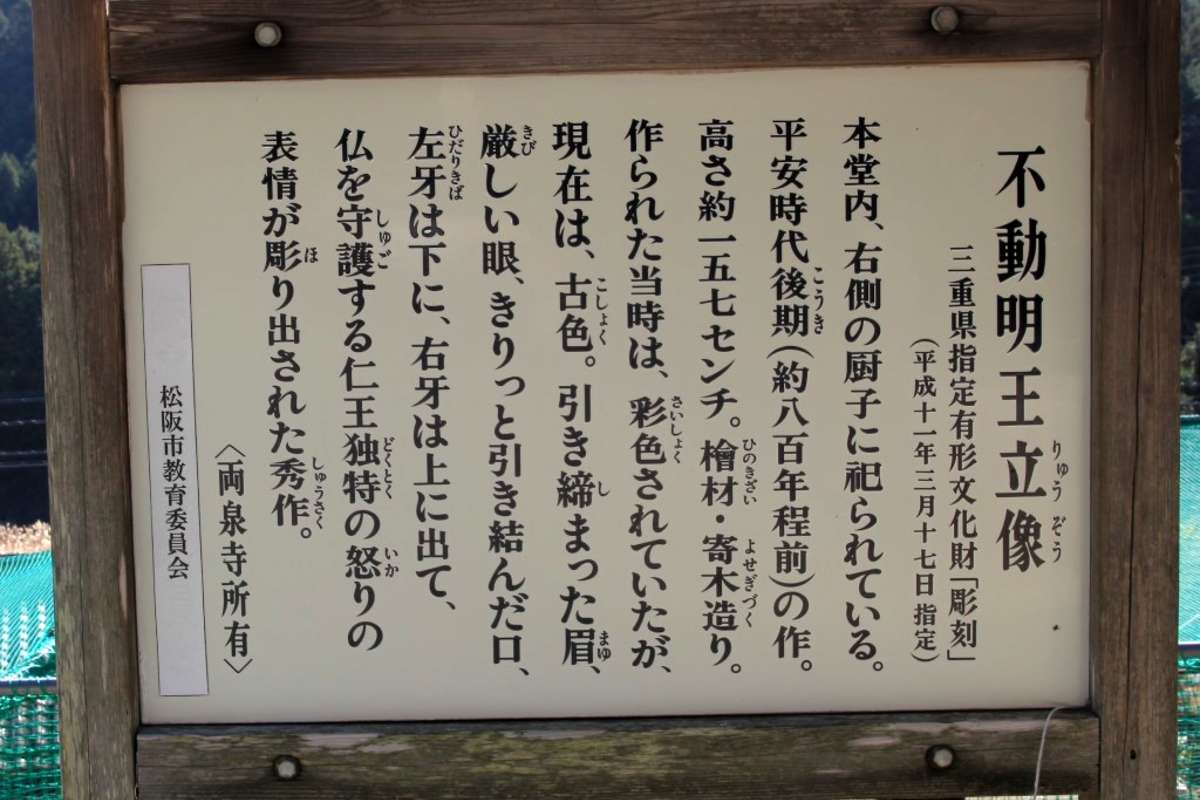 不動明王立像
三重県指定有形文化財「彫刻」
(平成十一年三月十七日指定)
本堂内、右側の厨子に祀られている。
平安時代後期(約八百年程前)の作。
高さ約一五七センチ。檜材・寄木造り。
作られた当時は、彩色されていたが、
現在は、古色。引き締まった眉、
厳しい眼、きりっと引き結んだ口、
左牙は下に、右牙は上に出て、
仏を守護する仁王独特の怒りの
表情が彫り出された秀作。
〈両泉寺所有〉
松阪市教育委員会